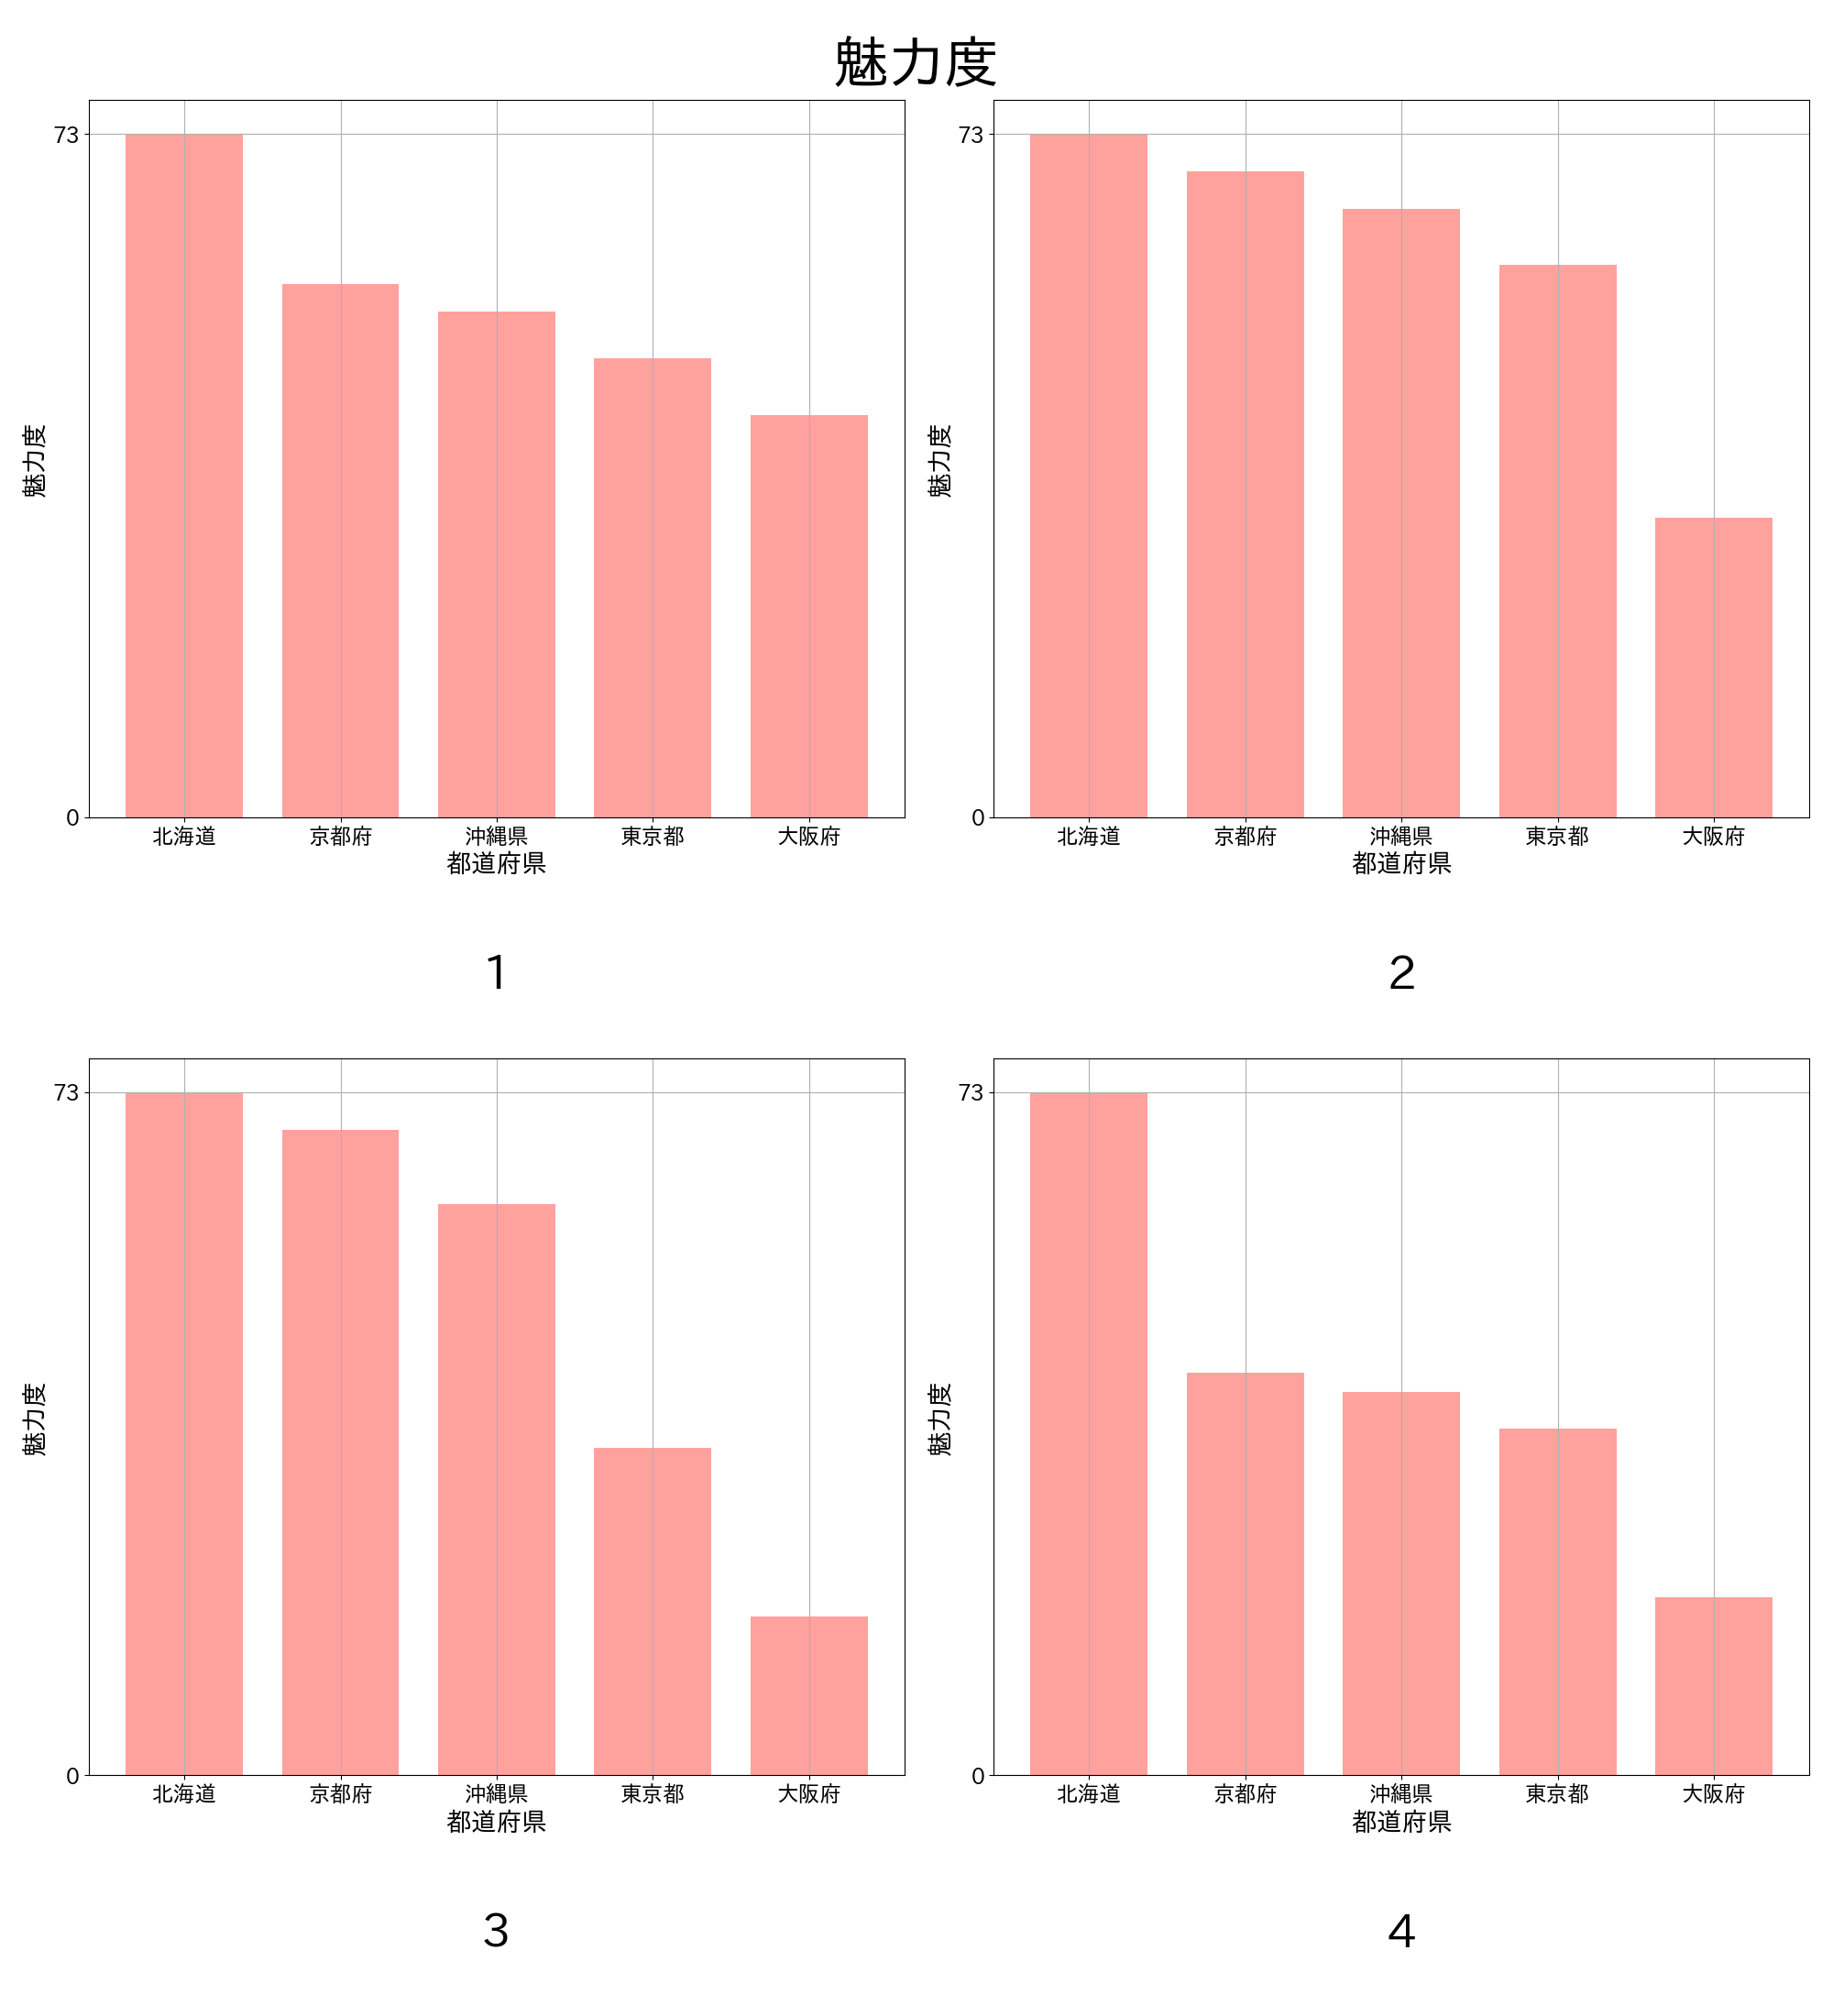 魅力度
73
0
魅力度
北海道 京都府 沖縄県 東京都 大阪府
都道府県
1
73
0
魅力度
北海道 京都府 沖縄県 東京都 大阪府
都道府県
2
73
0
魅力度
北海道 京都府 沖縄県 東京都 大阪府
都道府県
3
73
0
魅力度
北海道 京都府 沖縄県 東京都 大阪府
都道府県
4